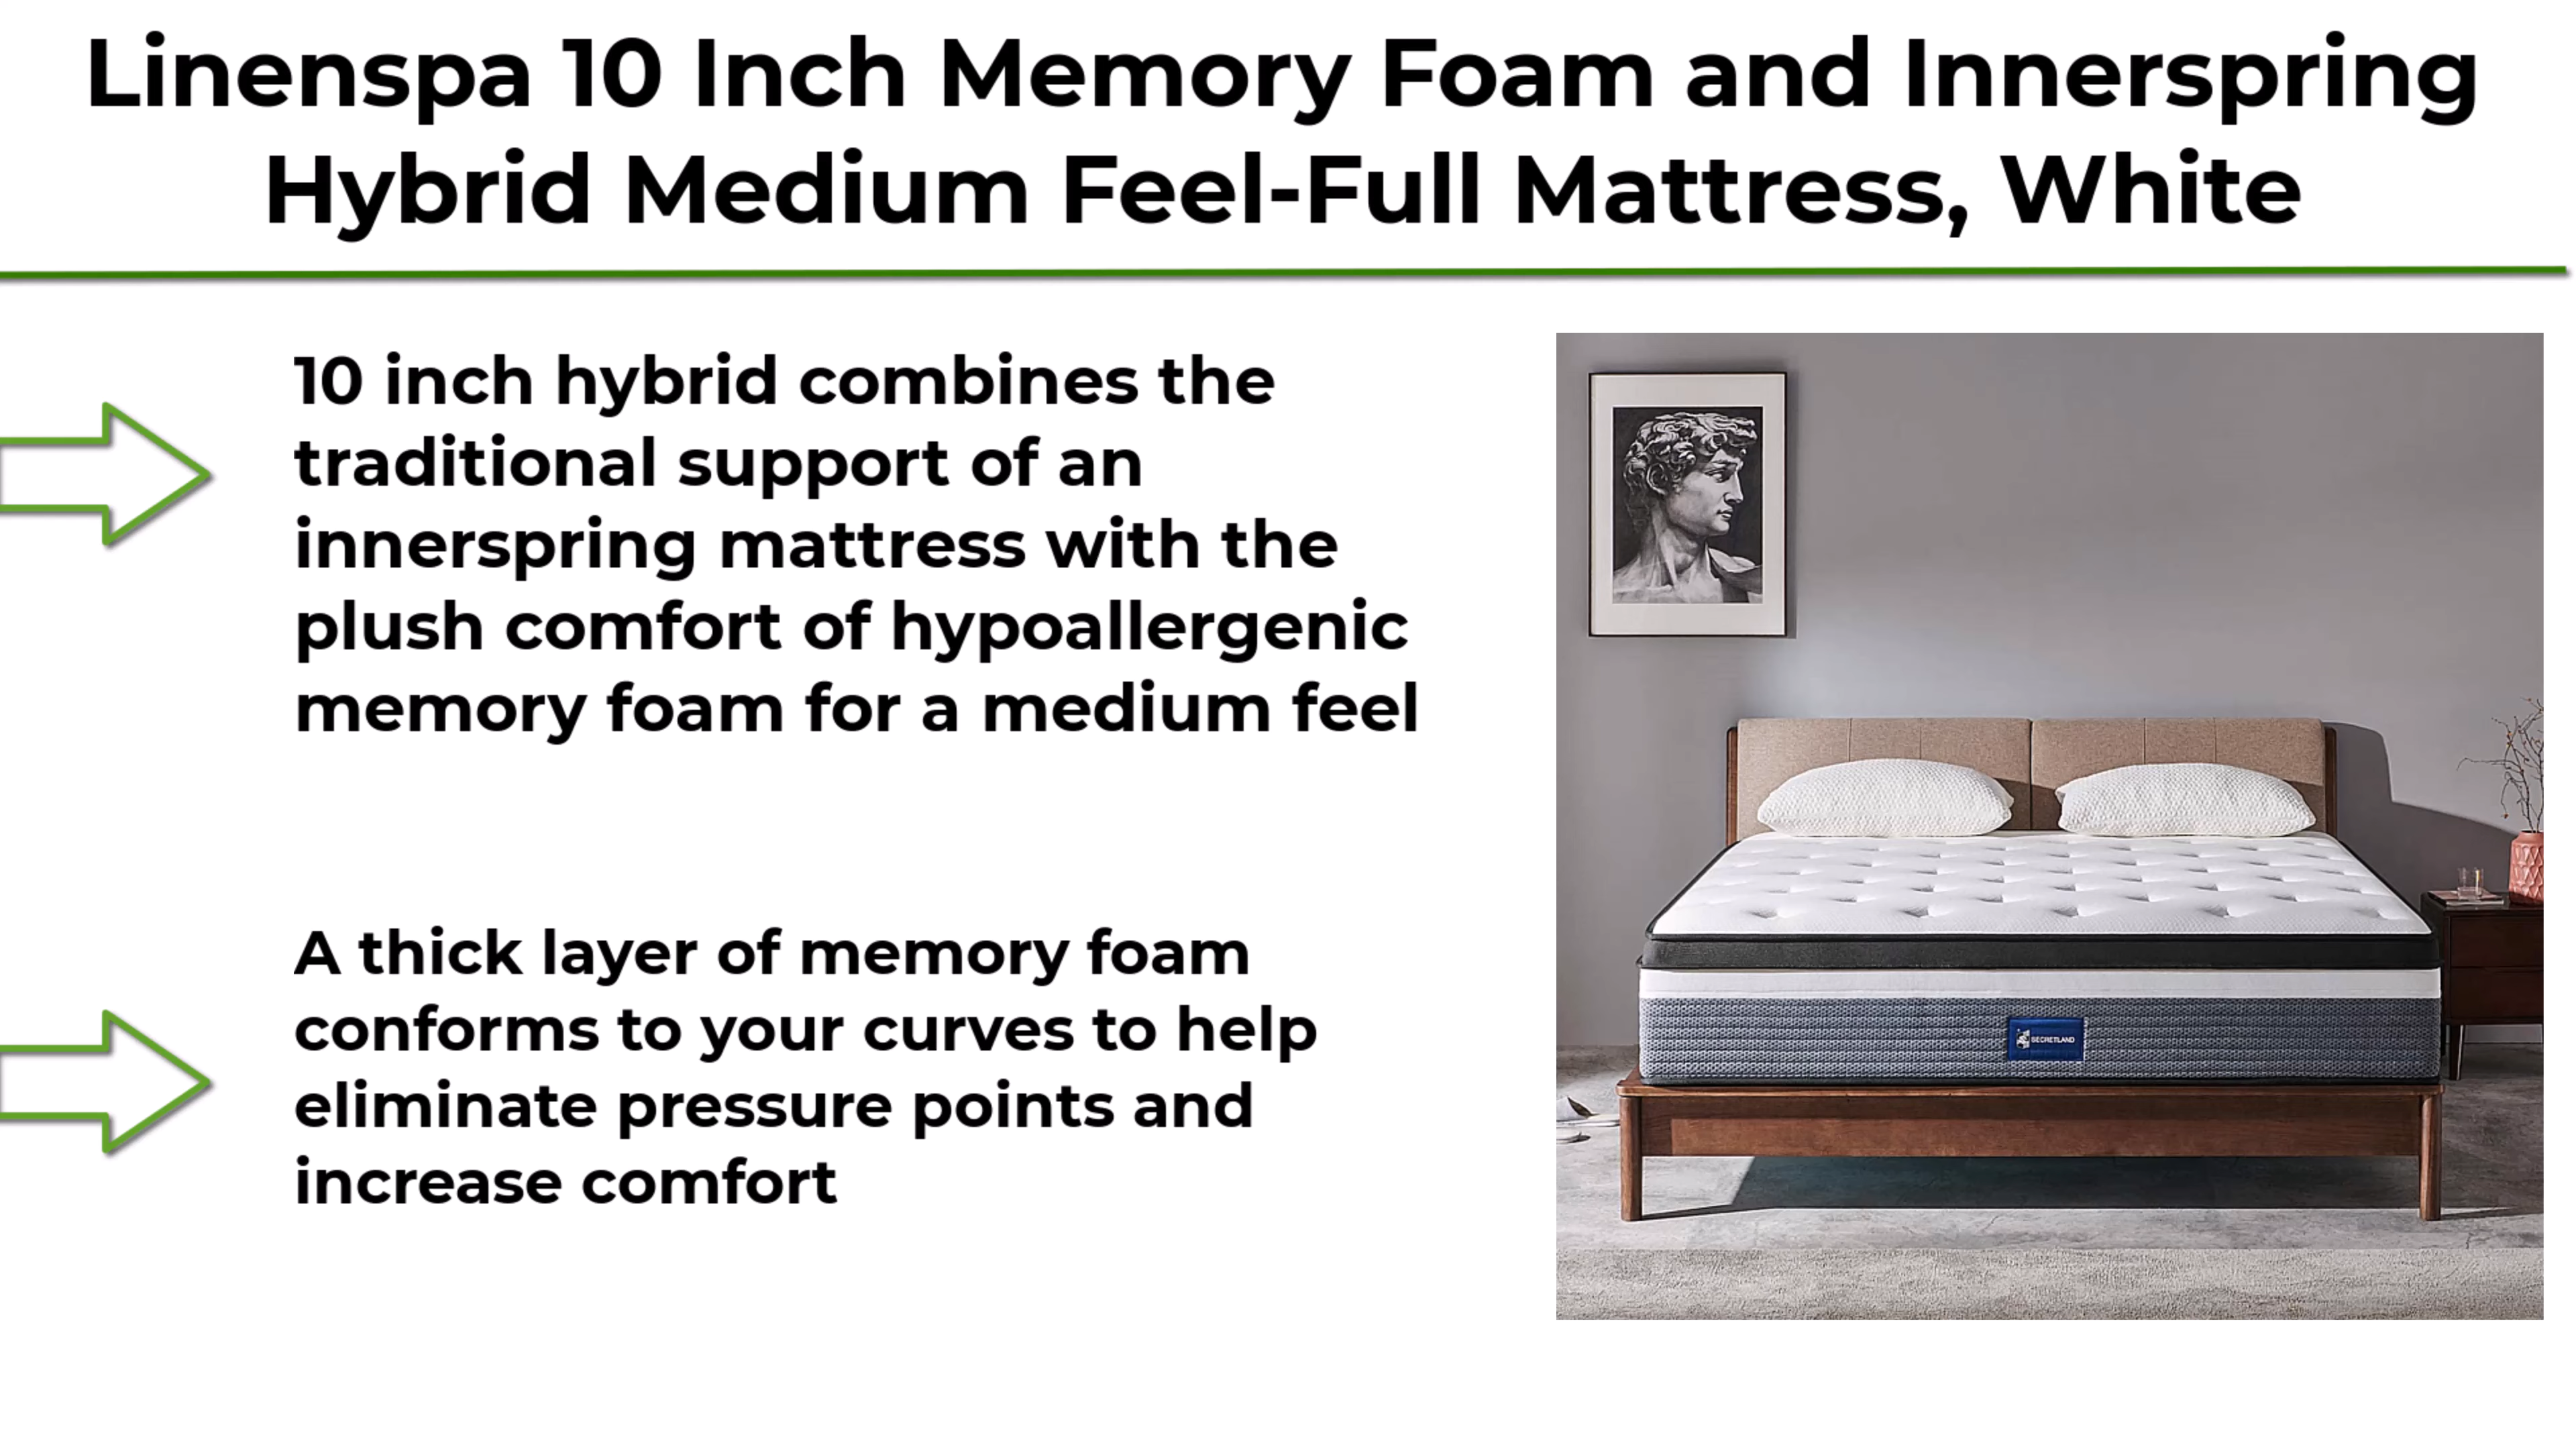 Linenspa 10 Inch Memory Foam and Innerspring
Hybrid Medium Feel-Full Mattress, White
10 inch hybrid combines the
traditional support of an
innerspring mattress with the
plush comfort of hypoallergenic
memory foam for a medium feel
A thick layer of memory foam
conforms to your curves to help
eliminate pressure points and
increase comfort
SECRETLAND